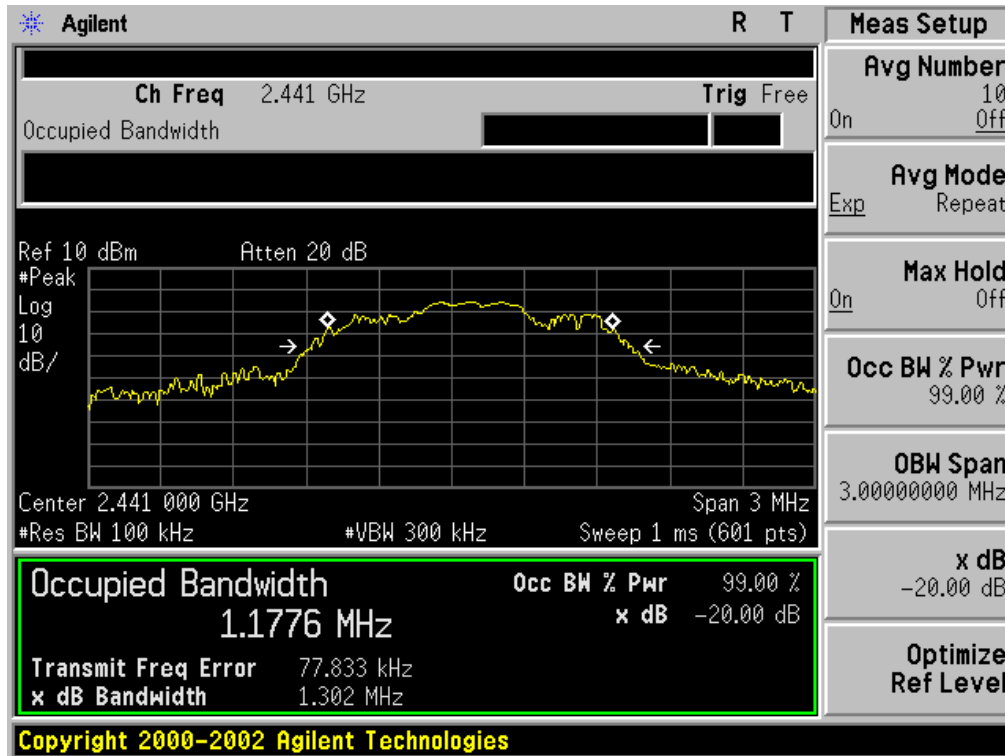 Agilent R T
Ch Freq 2.441 GHz Trig Free
Occupied Bandwidth
Ref 10 dBm Atten 20 dB
#Peak
Log
10
dB/
Center 2.441 000 GHz Span 3 MHz
#Res BW 100 kHz #VBW 300 kHz Sweep 1 ms (601 pts)
Occupied Bandwidth
1.1776 MHz
Occ BW % Pwr 99.00 %
x dB -20.00 dB
Transmit Freq Error 77.833 kHz
x dB Bandwidth 1.302 MHz
Copyright 2000-2002 Agilent Technologies
Meas Setup
Avg Number
10
On Off
Avg Mode
Exp Repeat
Max Hold
On Off
Occ BW % Pwr
99.00 %
OBW Span
3.00000000 MHz
x dB
-20.00 dB
Optimize
Ref Level